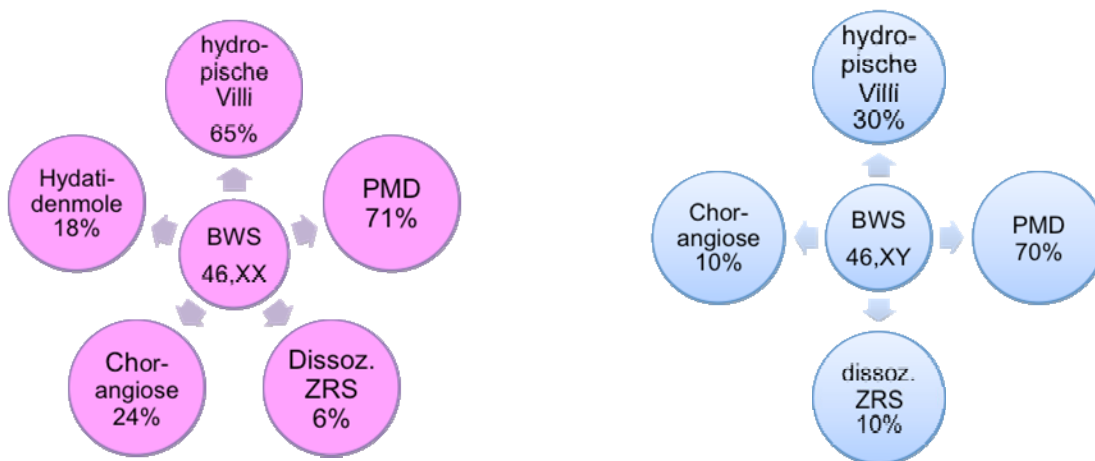 hydro-
pische
Villi
65%
Hydati-
denmole
18%
PMD
71%
BWS
46,XX
Chor-
angiose
24%
Dissoz.
ZRS
6%
hydro-
pische
Villi
30%
Chor-
angiose
10%
BWS
46,XY
PMD
70%
dissoz.
ZRS
10%